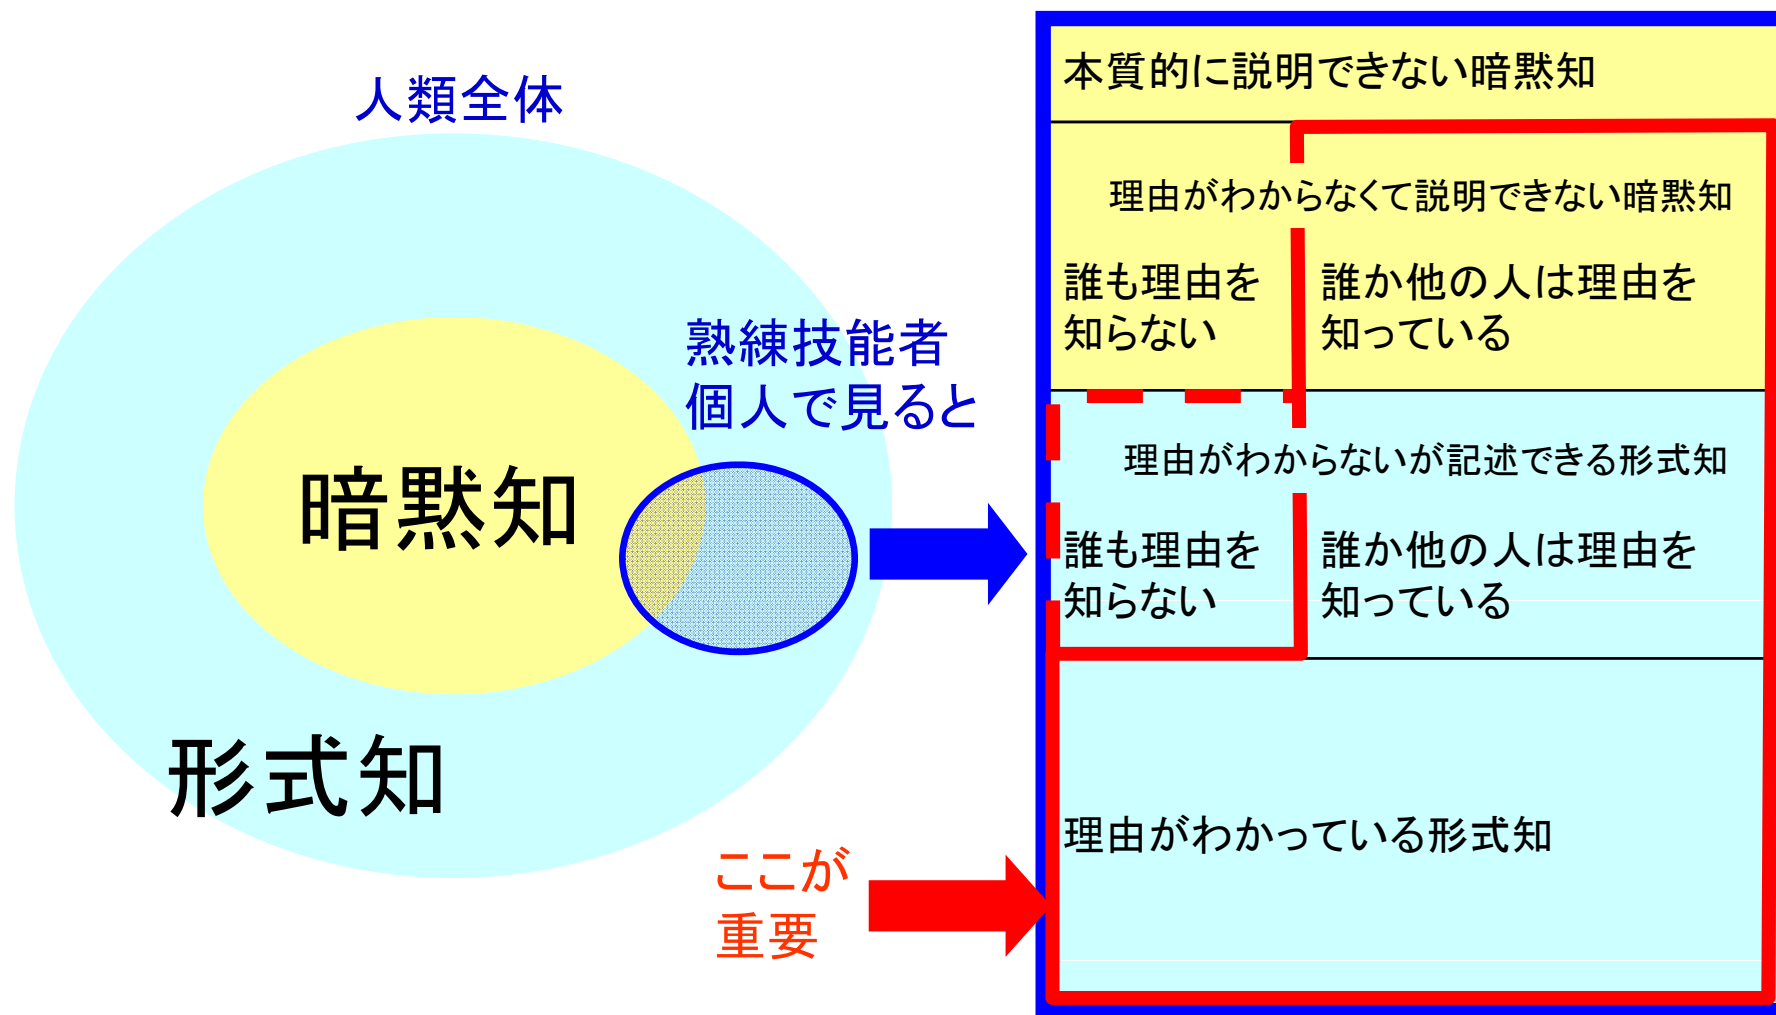 人類全体
熟練技能者
個人で見ると
暗黙知
形式知
ここが
重要
本質的に説明できない暗黙知
理由がわからなくて説明できない暗黙知
誰も理由を
知らない
誰か他の人は理由を
知っている
理由がわからないが記述できる形式知
誰も理由を
知らない
誰か他の人は理由を
知っている
理由がわかっている形式知